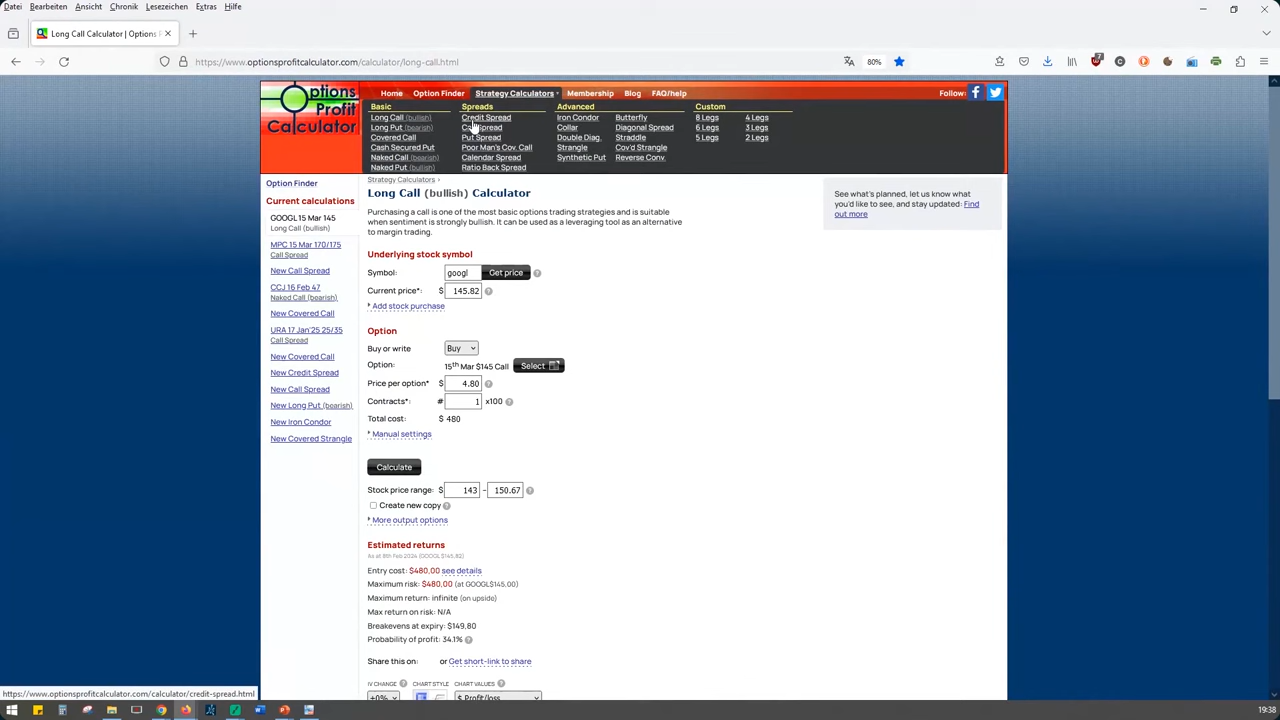 Datei Bearbeiten Ansicht Chronik Lesezeichen Extras Hilfe
Long Call Calculator | Options P
https://www.optionsprofitcalculator.com/calculator/long-call.html
80%
Options Profit Calculator
Home Option Finder Strategy Calculators Membership Blog FAQ/help
Follow:
Basic Spreads Advanced Custom
Long Call (bullish) Credit Spread Iron Condor Butterfly 8 Legs 4 Legs
Long Put (bearish) Call Spread Collar Diagonal Spread 6 Legs 3 Legs
Covered Call Put Spread Double Diag. Straddle 5 Legs 2 Legs
Cash Secured Put Poor Man's Cov. Call Strangle Cov'd Strangle
Naked Call (bearish) Calendar Spread Synthetic Put Reverse Conv.
Naked Put (bullish) Ratio Back Spread
Option Finder
Current calculations
GOOGL 15 Mar 145
Long Call (bullish)
MPC 15 Mar 170/175
Call Spread
New Call Spread
CCJ 16 Feb 47
Naked Call (bearish)
New Covered Call
URA 17 Jan'25 25/35
Call Spread
New Covered Call
New Credit Spread
New Call Spread
New Long Put (bearish)
New Iron Condor
New Covered Strangle
Strategy Calculators >
Long Call (bullish) Calculator
Purchasing a call is one of the most basic options trading strategies and is suitable
when sentiment is strongly bullish. It can be used as a leveraging tool as an alternative
to margin trading.
Underlying stock symbol
Symbol: googl Get price ?
Current price*: $ 145.82 ?
Add stock purchase
Option
Buy or write Buy
Option: 15th Mar $145 Call Select
Price per option* $ 4.80 ?
Contracts*: # 1 x100 ?
Total cost: $ 480
Manual settings
Calculate
Stock price range: $ 143 - 150.67 ?
Create new copy ?
More output options
Estimated returns
As at 8th Feb 2024 (GOOGL $145.82)
Entry cost: $480.00 see details
Maximum risk: $480.00 (at GOOGL$145.00)
Maximum return: infinite (on upside)
Max return on risk: N/A
Breakevens at expiry: $149.80
Probability of profit: 34.1% ?
Share this on: or Get short-link to share
IV CHANGE ? CHART STYLE CHART VALUES ?
±0% $ Profit/loss
See what's planned, let us know what
you'd like to see, and stay updated: Find
out more
https://www.optionsprofitcalculator.com/calculator/credit-spread.html
19:38